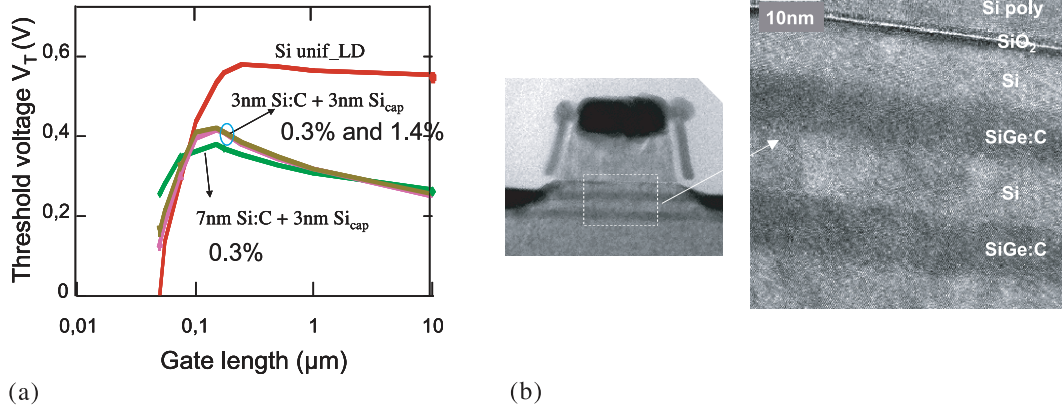 Threshold voltage V_T (V)
0,6
0,4
0,2
0
Si unif_LD
3nm Si:C + 3nm Si_cap
0.3% and 1.4%
7nm Si:C + 3nm Si_cap
0.3%
0,01
0,1
1
10
Gate length (µm)
(a)
(b)
10nm
Si poly
SiO₂
Si
SiGe:C
Si
SiGe:C